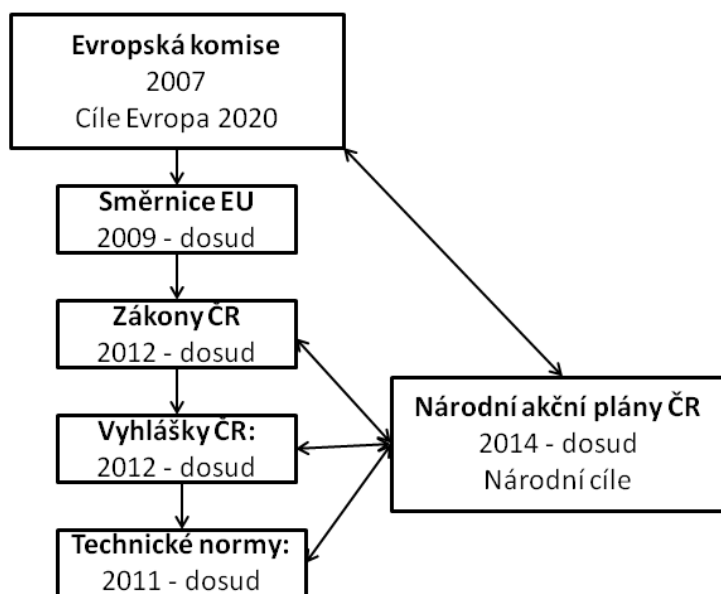 Evropská komise
2007
Cíle Evropa 2020
Směrnice EU
2009 - dosud
Zákony ČR
2012 - dosud
Vyhlášky ČR:
2012 - dosud
Technické normy:
2011 - dosud
Národní akční plány ČR
2014 - dosud
Národní cíle